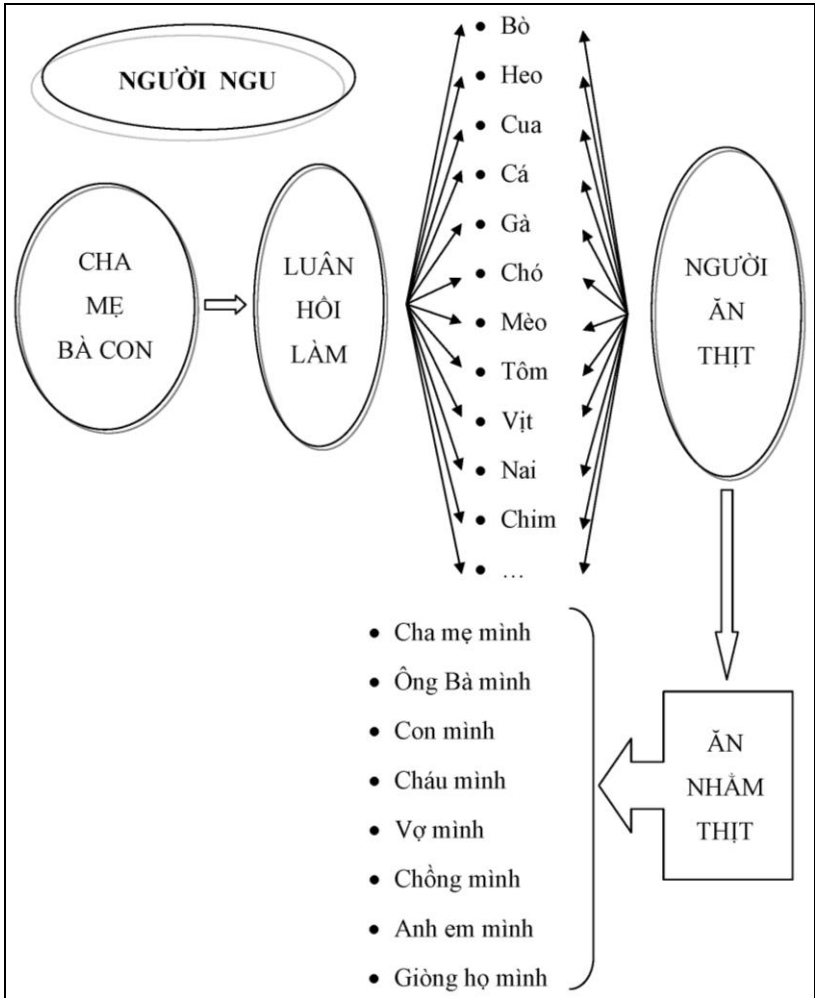 NGƯỜI NGU
CHA
MẸ
BÀ CON
LUÂN
HỒI
LÀM
• Bò
• Heo
• Cua
• Cá
• Gà
• Chó
• Mèo
• Tôm
• Vịt
• Nai
• Chim
• …
NGƯỜI
ĂN
THỊT
ĂN
NHẰM
THỊT
• Cha mẹ mình
• Ông Bà mình
• Con mình
• Cháu mình
• Vợ mình
• Chồng mình
• Anh em mình
• Giòng họ mình